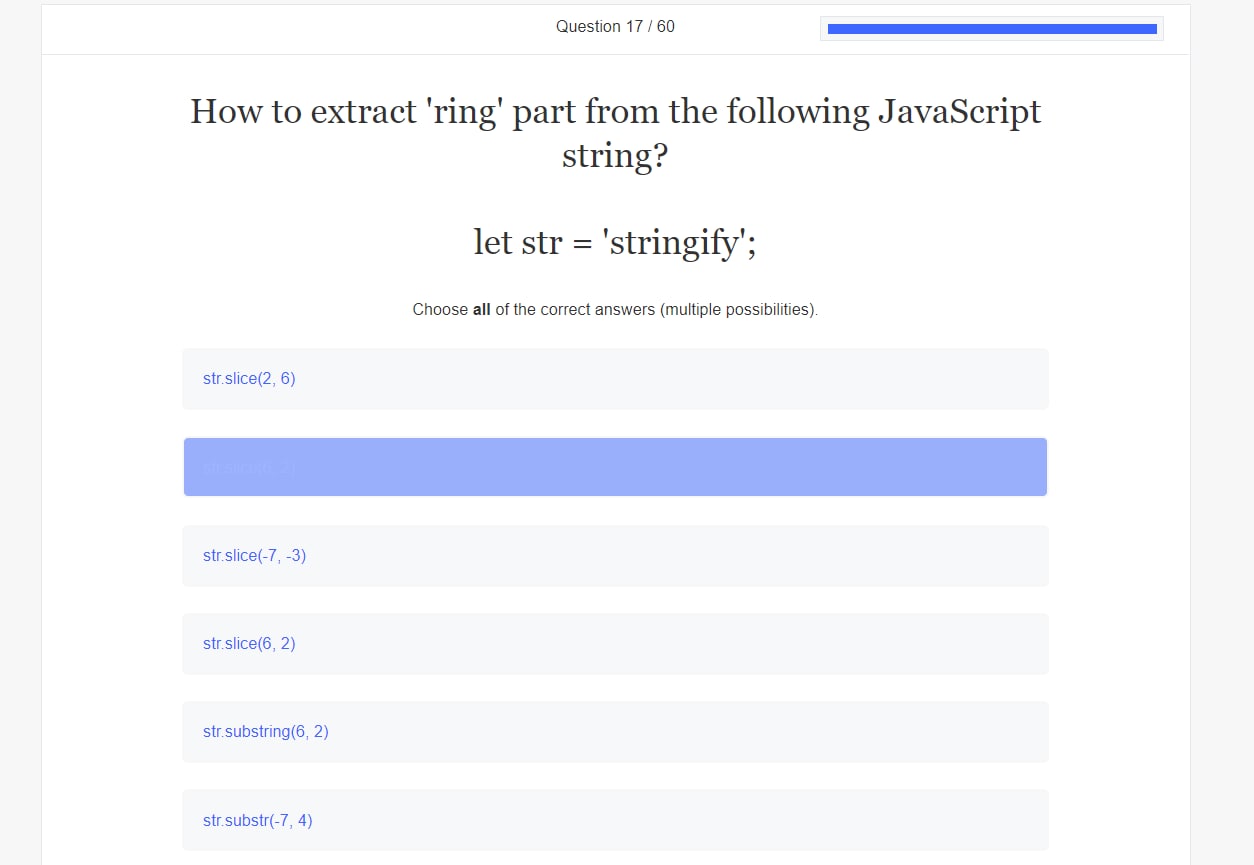 Question 17 / 60
How to extract 'ring' part from the following JavaScript
string?
let str = 'stringify';
Choose all of the correct answers (multiple possibilities).
str.slice(2, 6)
str.slice(-7, -3)
str.slice(6, 2)
str.substring(6, 2)
str.substr(-7, 4)